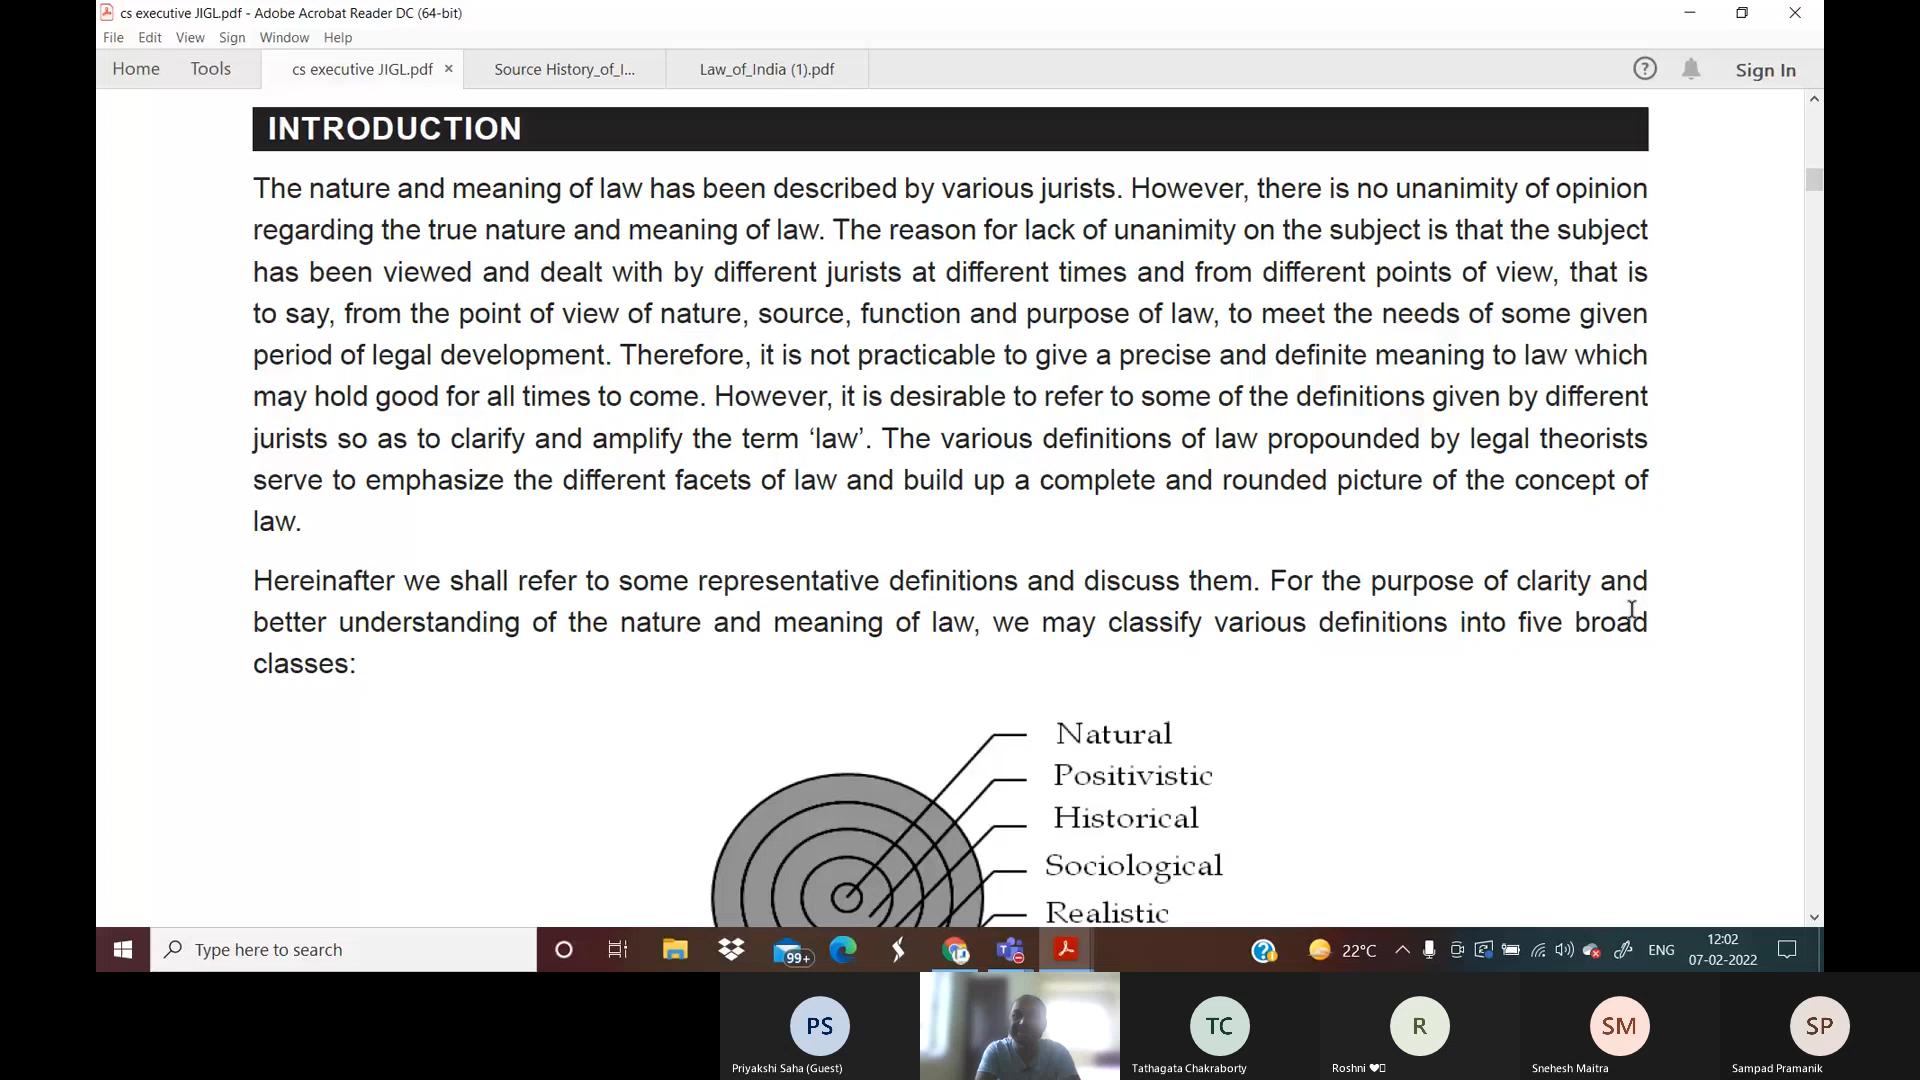 cs executive JIGL.pdf - Adobe Acrobat Reader DC (64-bit)
File Edit View Sign Window Help
Home Tools cs executive JIGL.pdf × Source History_of_I... Law_of_India (1).pdf Sign In
INTRODUCTION
The nature and meaning of law has been described by various jurists. However, there is no unanimity of opinion
regarding the true nature and meaning of law. The reason for lack of unanimity on the subject is that the subject
has been viewed and dealt with by different jurists at different times and from different points of view, that is
to say, from the point of view of nature, source, function and purpose of law, to meet the needs of some given
period of legal development. Therefore, it is not practicable to give a precise and definite meaning to law which
may hold good for all times to come. However, it is desirable to refer to some of the definitions given by different
jurists so as to clarify and amplify the term ‘law’. The various definitions of law propounded by legal theorists
serve to emphasize the different facets of law and build up a complete and rounded picture of the concept of
law.
Hereinafter we shall refer to some representative definitions and discuss them. For the purpose of clarity and
better understanding of the nature and meaning of law, we may classify various definitions into five broad
classes:
Natural
Positivistic
Historical
Sociological
Realistic
Type here to search 99+ 22°C ENG 12:02
07-02-2022
PS TC R SM SP
Priyakshi Saha (Guest) Tathagata Chakraborty Roshni Snehesh Maitra Sampad Pramanik